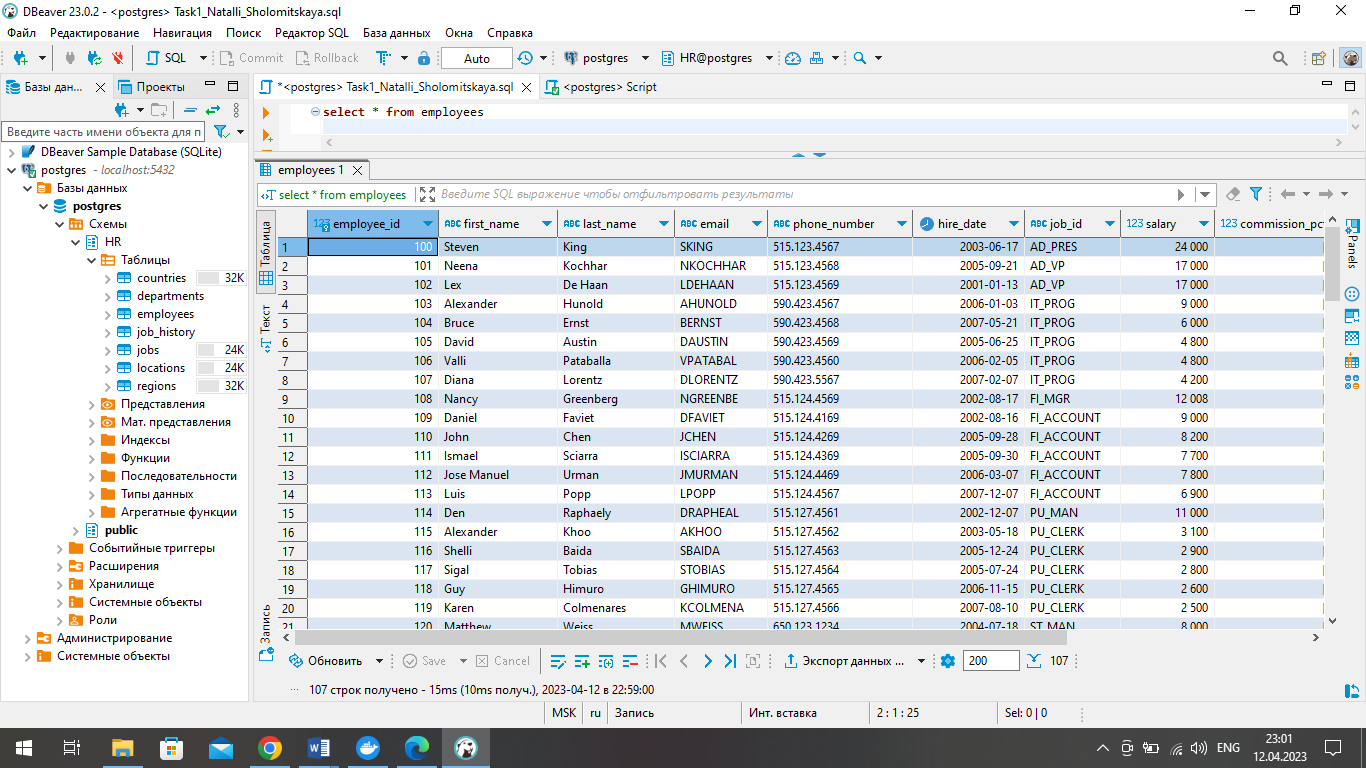 DBeaver 23.0.2 - <postgres> Task1_Natalli_Sholomitskaya.sql
Файл Редактирование Навигация Поиск Редактор SQL База данных Окна Справка
SQL Commit Rollback Auto postgres HR@postgres
Базы дан... Проекты
*<postgres> Task1_Natalli_Sholomitskaya.sql <postgres> Script
select * from employees
Введите часть имени объекта для п
DBeaver Sample Database (SQLite)
postgres - localhost:5432
Базы данных
postgres
Схемы
HR
Таблицы
countries 32K
departments
employees
job_history
jobs 24K
locations 24K
regions 32K
Представления
Мат. представления
Индексы
Функции
Последовательности
Типы данных
Агрегатные функции
public
Событийные триггеры
Расширения
Хранилище
Системные объекты
Роли
Администрирование
Системные объекты
employees 1
select * from employees Введите SQL выражение чтобы отфильтровать результаты
Таблица
Текст
Запись
Panels
123 employee_id ABC first_name ABC last_name ABC email ABC phone_number hire_date ABC job_id 123 salary 123 commission_pc
1 100 Steven King SKING 515.123.4567 2003-06-17 AD_PRES 24 000
2 101 Neena Kochhar NKOCHHAR 515.123.4568 2005-09-21 AD_VP 17 000
3 102 Lex De Haan LDEHAAN 515.123.4569 2001-01-13 AD_VP 17 000
4 103 Alexander Hunold AHUNOLD 590.423.4567 2006-01-03 IT_PROG 9 000
5 104 Bruce Ernst BERNST 590.423.4568 2007-05-21 IT_PROG 6 000
6 105 David Austin DAUSTIN 590.423.4569 2005-06-25 IT_PROG 4 800
7 106 Valli Pataballa VPATABAL 590.423.4560 2006-02-05 IT_PROG 4 800
8 107 Diana Lorentz DLORENTZ 590.423.5567 2007-02-07 IT_PROG 4 200
9 108 Nancy Greenberg NGREENBE 515.124.4569 2002-08-17 FI_MGR 12 008
10 109 Daniel Faviet DFAVIET 515.124.4169 2002-08-16 FI_ACCOUNT 9 000
11 110 John Chen JCHEN 515.124.4269 2005-09-28 FI_ACCOUNT 8 200
12 111 Ismael Sciarra ISCIARRA 515.124.4369 2005-09-30 FI_ACCOUNT 7 700
13 112 Jose Manuel Urman JMURMAN 515.124.4469 2006-03-07 FI_ACCOUNT 7 800
14 113 Luis Popp LPOPP 515.124.4567 2007-12-07 FI_ACCOUNT 6 900
15 114 Den Raphaely DRAPHEAL 515.127.4561 2002-12-07 PU_MAN 11 000
16 115 Alexander Khoo AKHOO 515.127.4562 2003-05-18 PU_CLERK 3 100
17 116 Shelli Baida SBAIDA 515.127.4563 2005-12-24 PU_CLERK 2 900
18 117 Sigal Tobias STOBIAS 515.127.4564 2005-07-24 PU_CLERK 2 800
19 118 Guy Himuro GHIMURO 515.127.4565 2006-11-15 PU_CLERK 2 600
20 119 Karen Colmenares KCOLMENA 515.127.4566 2007-08-10 PU_CLERK 2 500
21 120 Matthew Weiss MWEISS 650.123.1234 2004-07-18 ST_MAN 8 000
Обновить Save Cancel Экспорт данных ... 200 107
107 строк получено - 15ms (10ms получ.), 2023-04-12 в 22:59:00
MSK ru Запись Инт. вставка 2 : 1 : 25 Sel: 0 | 0
ENG 23:01
12.04.2023